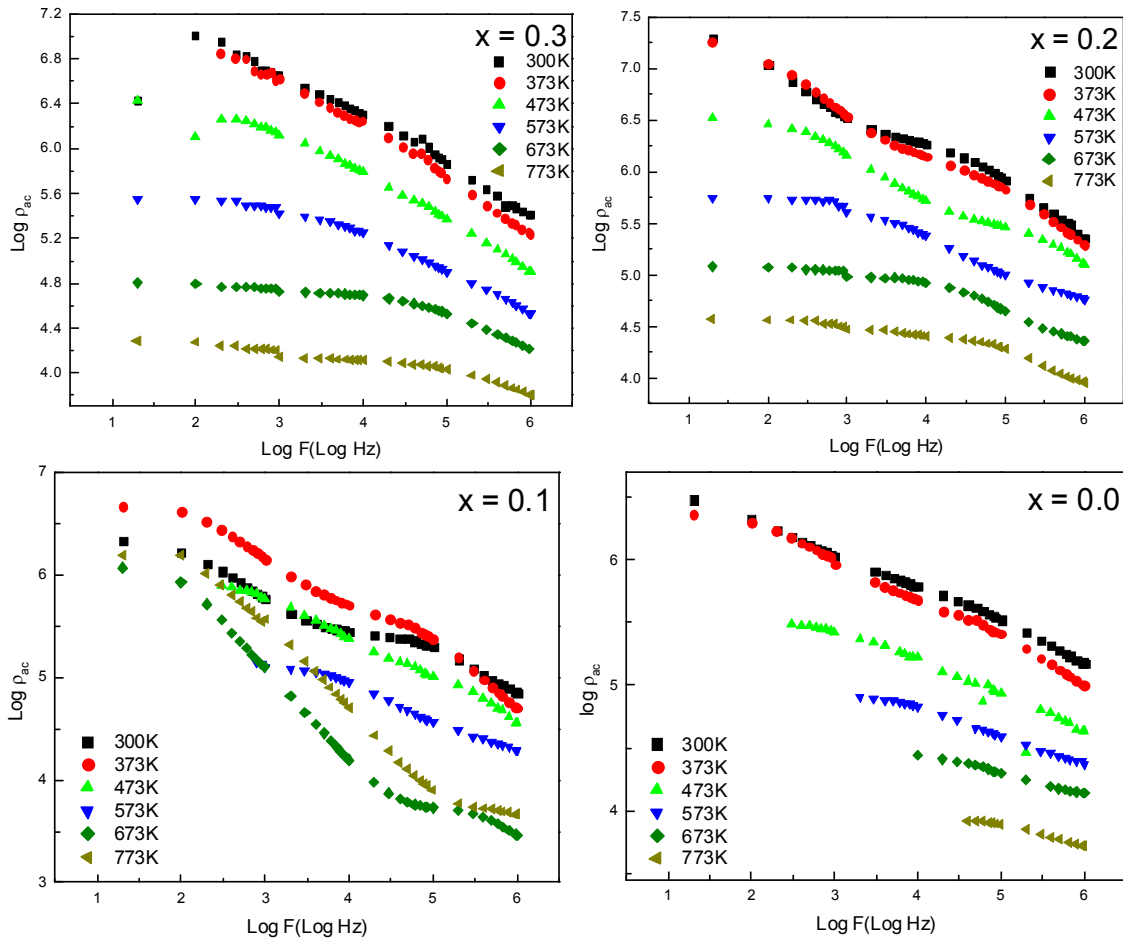 x = 0.3
300K
373K
473K
573K
673K
773K
7.2
6.8
6.4
6.0
5.6
5.2
4.8
4.4
4.0
Log ρac
1 2 3 4 5 6
Log F(Log Hz)
x = 0.2
300K
373K
473K
573K
673K
773K
7.5
7.0
6.5
6.0
5.5
5.0
4.5
4.0
Log ρac
1 2 3 4 5 6
Log F(Log Hz)
x = 0.1
7
6
5
4
3
Log ρac
300K
373K
473K
573K
673K
773K
1 2 3 4 5 6
Log F(Log Hz)
x = 0.0
6
5
4
log ρac
300K
373K
473K
573K
673K
773K
1 2 3 4 5 6
Log F(Log Hz)